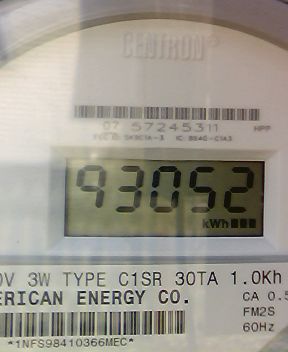 CENTRON®
07 57245311 HPP
93052
kWh
0V 3W TYPE C1SR 30TA 1.0Kh
ERICAN ENERGY CO.
CA 0.5
FM2S
60Hz
*1NFS98410366MEC*